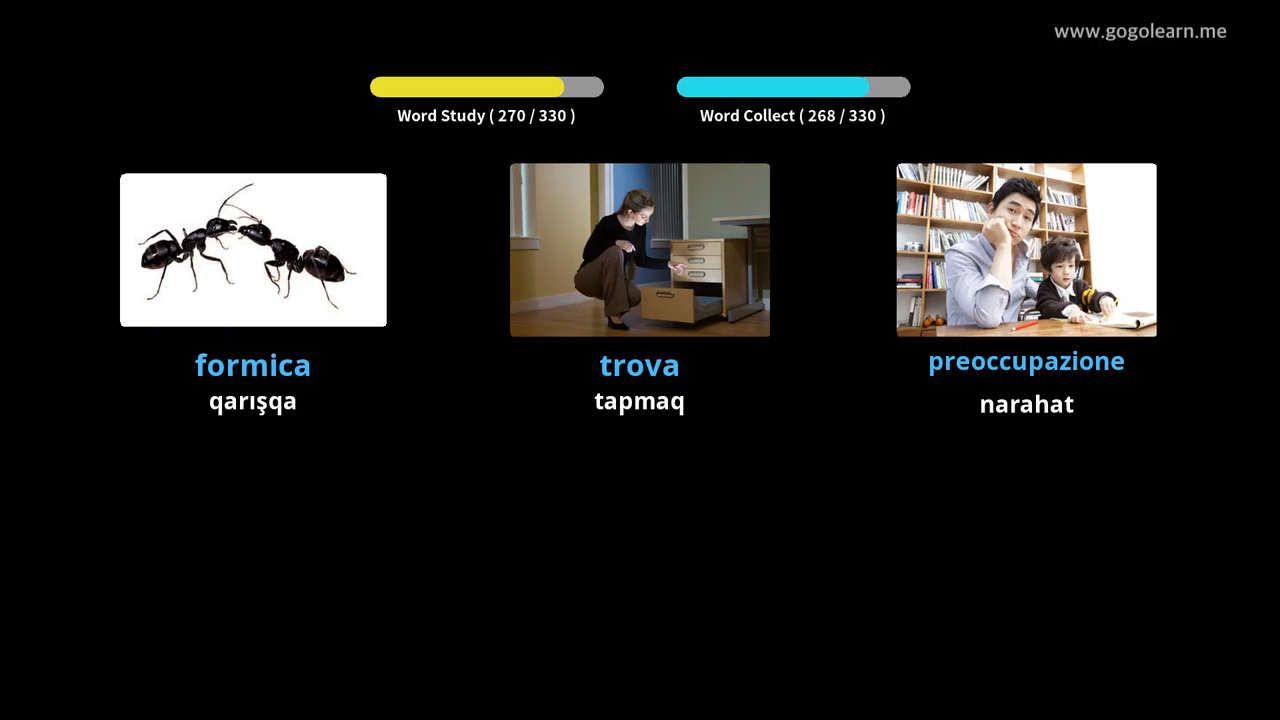 www.gogolearn.me
Word Study ( 270 / 330 )
Word Collect ( 268 / 330 )
formica
qarışqa
trova
tapmaq
preoccupazione
narahat